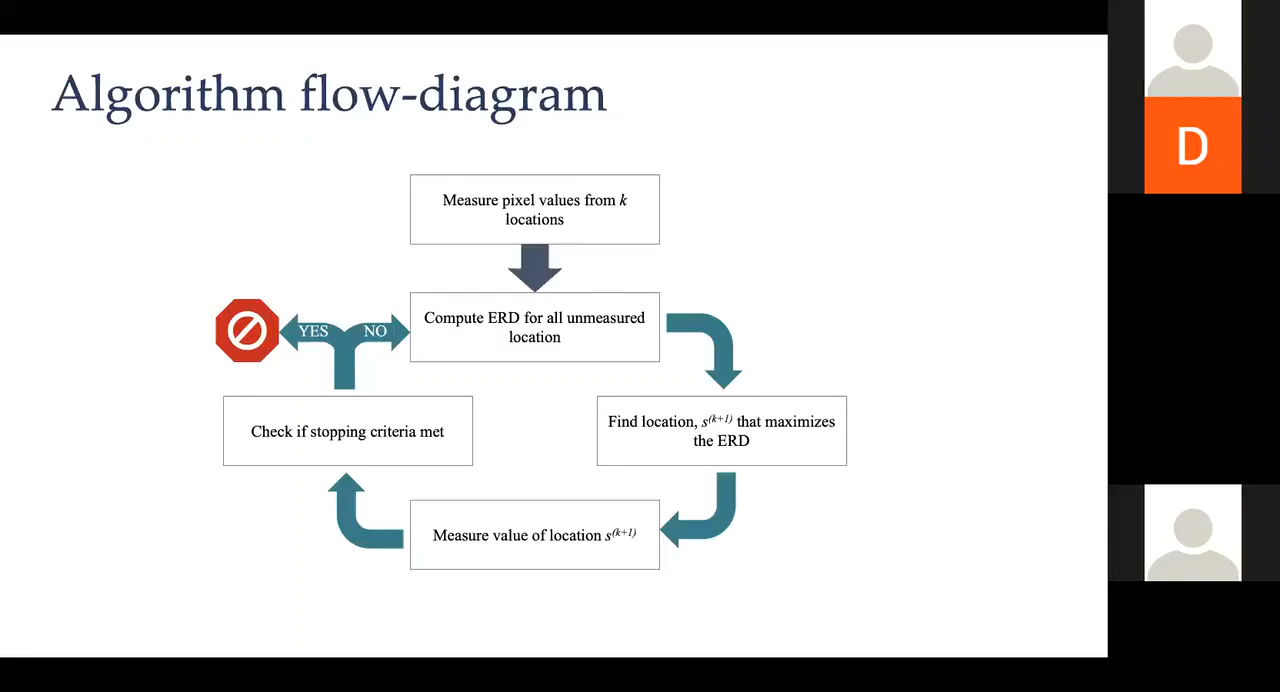 Algorithm flow-diagram
Measure pixel values from k
locations
Compute ERD for all unmeasured
location
YES
NO
Find location, s^(k+1) that maximizes
the ERD
Check if stopping criteria met
Measure value of location s^(k+1)
D